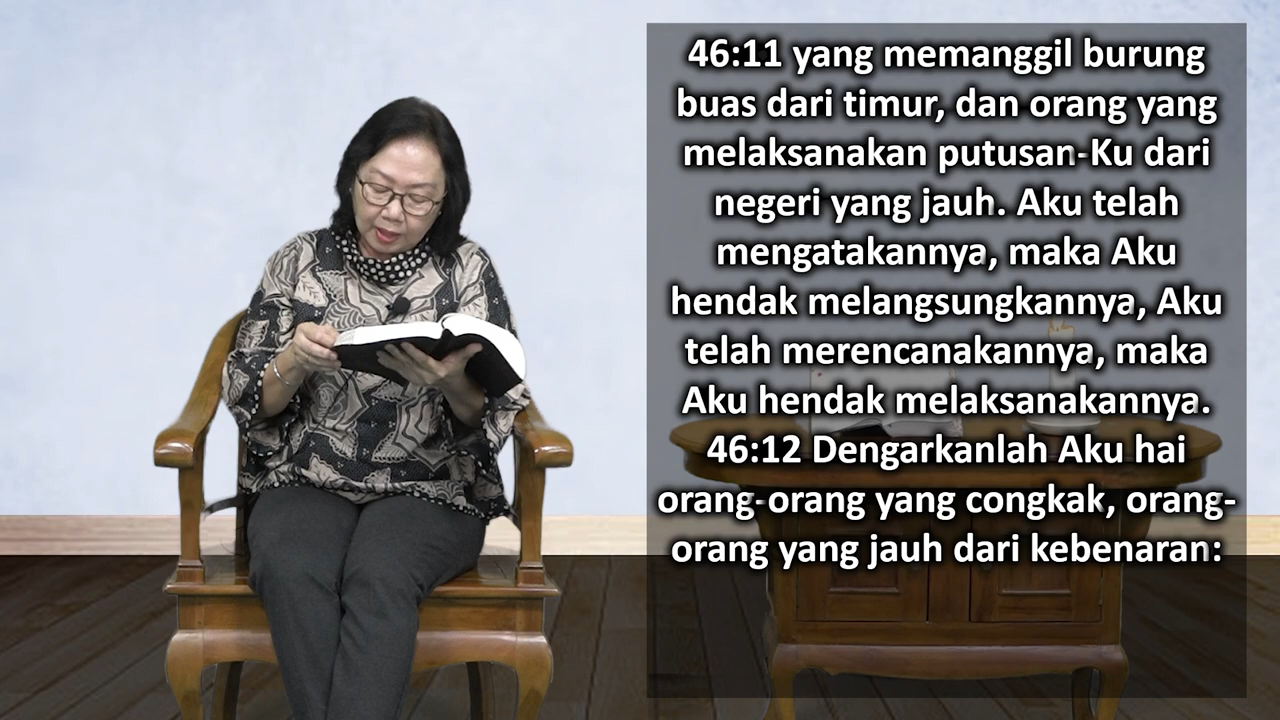 46:11 yang memanggil burung
buas dari timur, dan orang yang
melaksanakan putusan-Ku dari
negeri yang jauh. Aku telah
mengatakannya, maka Aku
hendak melangsungkannya, Aku
telah merencanakannya, maka
Aku hendak melaksanakannya.
46:12 Dengarkanlah Aku hai
orang-orang yang congkak, orang-
orang yang jauh dari kebenaran: